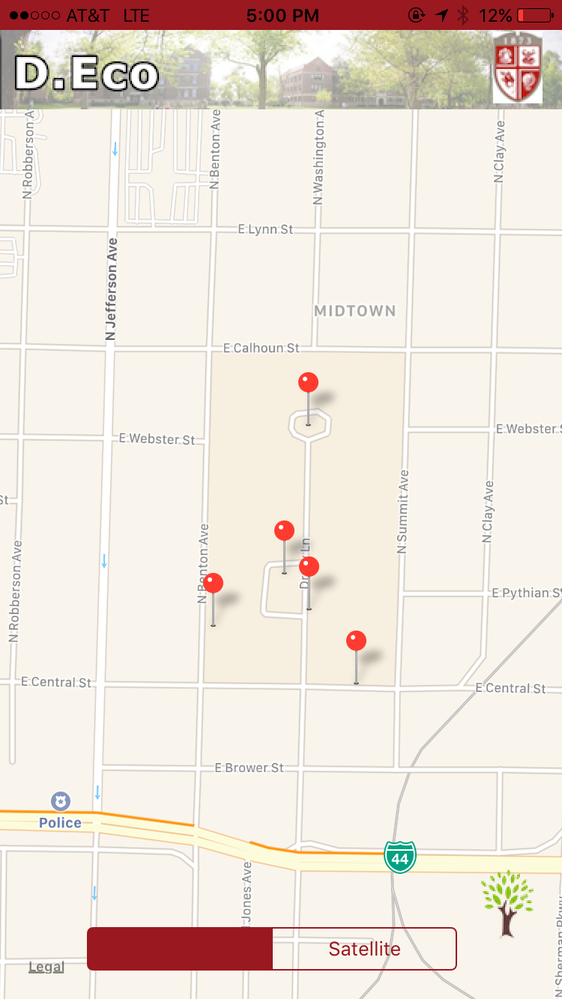 AT&T LTE 5:00 PM 12%
D.Eco
1873
N Robberson A
N Benton Ave
N Washington A
N Clay Ave
E Lynn St
N Jefferson Ave
MIDTOWN
E Calhoun St
E Webster St
E Webster S
St
N Summit Ave
N Clay Ave
N Robberson Ave
N Benton Ave
Ln
E Pythian S
E Central St
E Central St
E Brower St
Police
44
Jones Ave
N Sherman Pkwy
Satellite
Legal